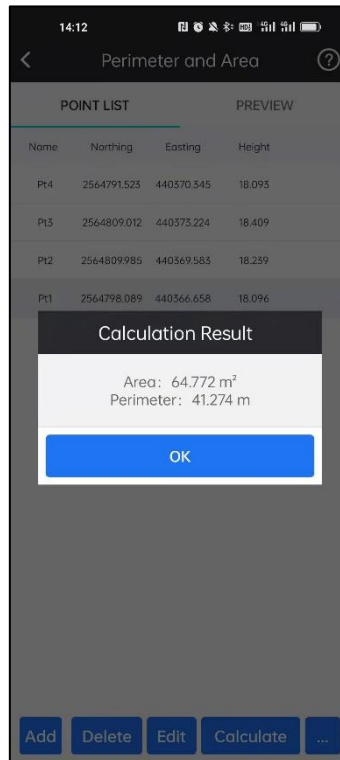 14:12
Perimeter and Area
POINT LIST PREVIEW
Name Northing Easting Height
Pt4 2564791.523 440370.345 18.093
Pt3 2564809.012 440373.224 18.409
Pt2 2564809.985 440369.583 18.239
Pt1 2564798.089 440366.658 18.096
Calculation Result
Area: 64.772 m²
Perimeter: 41.274 m
OK
Add Delete Edit Calculate ...